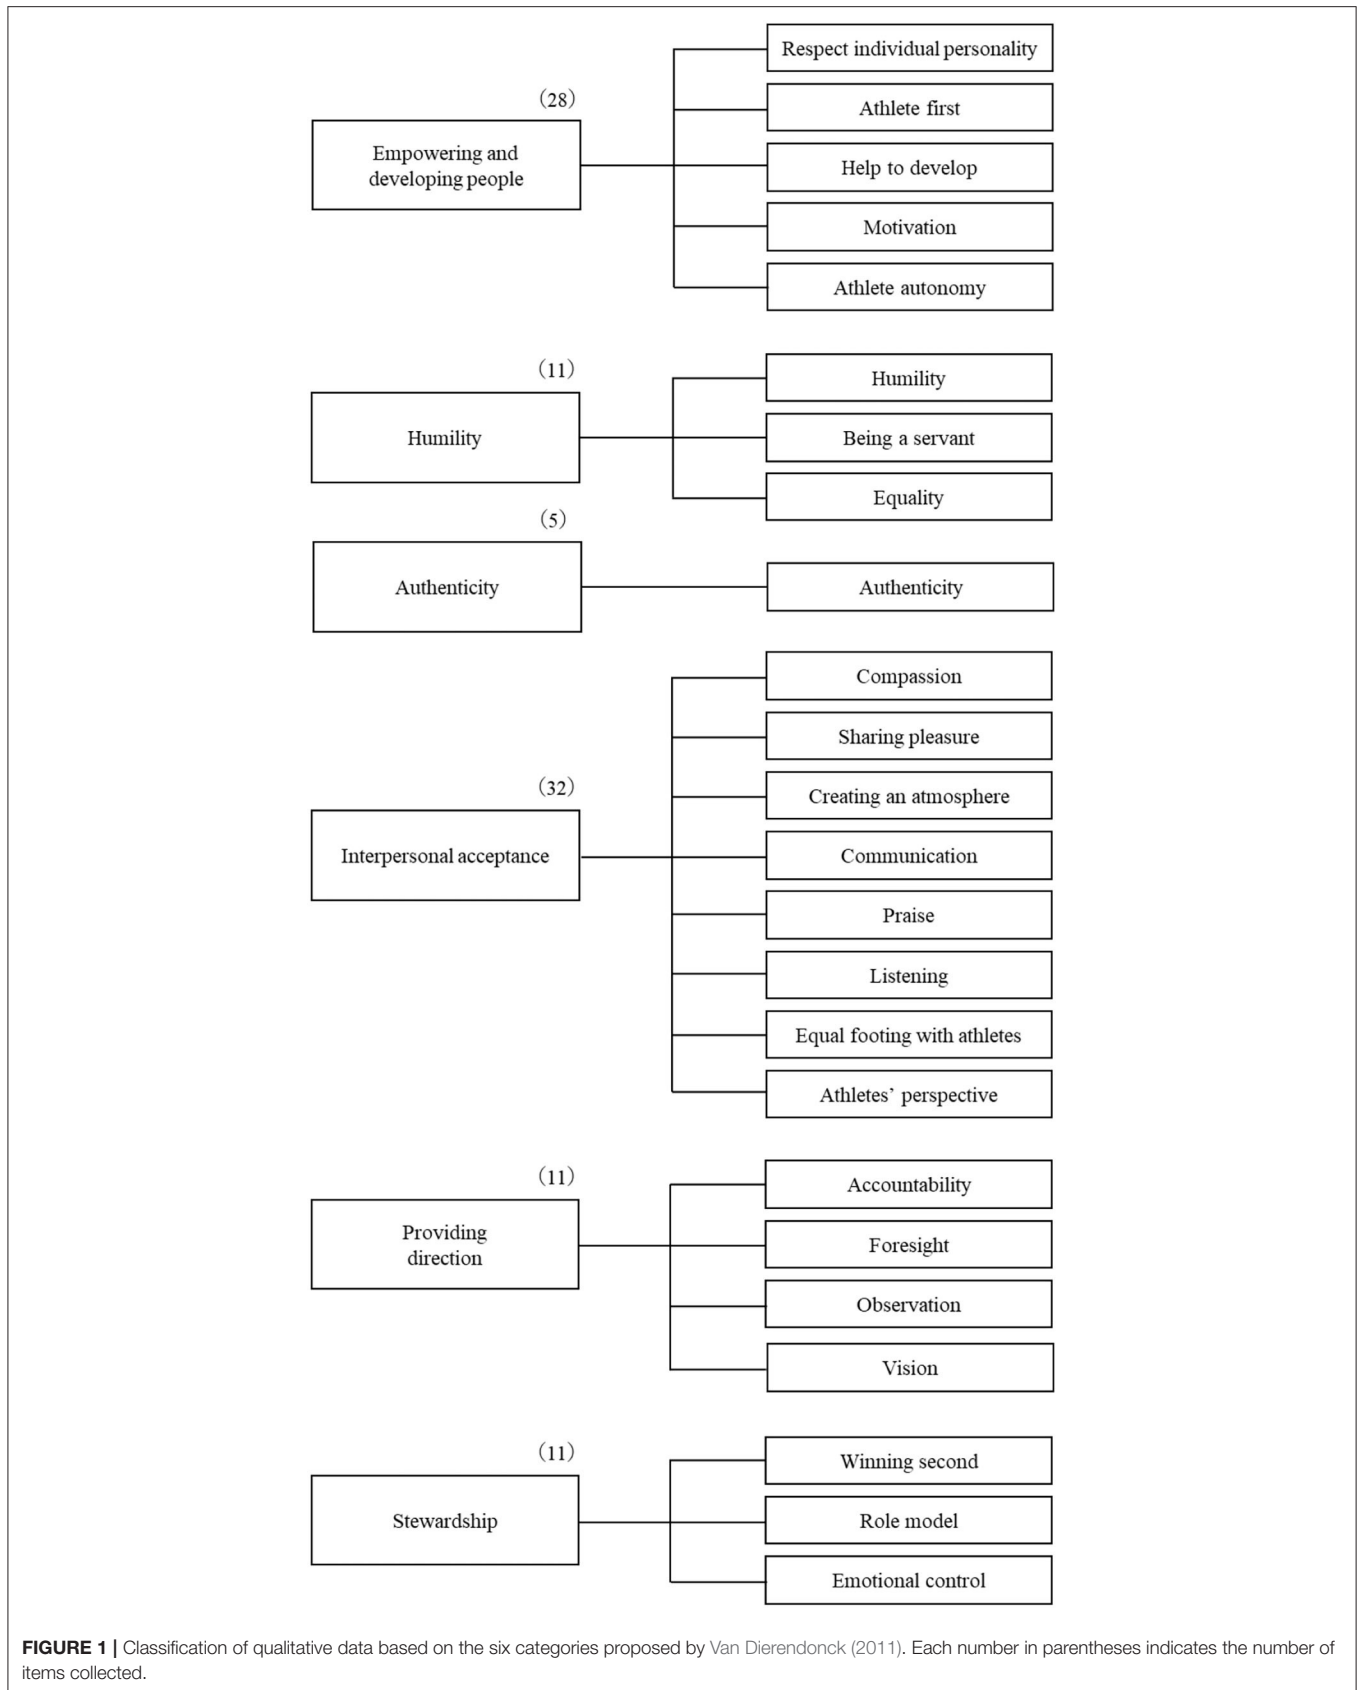 (28)
Empowering and
developing people
Respect individual personality
Athlete first
Help to develop
Motivation
Athlete autonomy
(11)
Humility
Humility
Being a servant
Equality
(5)
Authenticity
Authenticity
(32)
Interpersonal acceptance
Compassion
Sharing pleasure
Creating an atmosphere
Communication
Praise
Listening
Equal footing with athletes
Athletes’ perspective
(11)
Providing
direction
Accountability
Foresight
Observation
Vision
(11)
Stewardship
Winning second
Role model
Emotional control
FIGURE 1 | Classification of qualitative data based on the six categories proposed by Van Dierendonck (2011). Each number in parentheses indicates the number of
items collected.